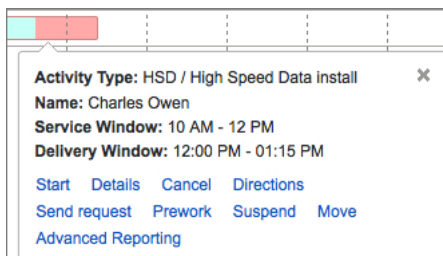 Activity Type: HSD / High Speed Data install
Name: Charles Owen
Service Window: 10 AM - 12 PM
Delivery Window: 12:00 PM - 01:15 PM
Start Details Cancel Directions
Send request Prework Suspend Move
Advanced Reporting